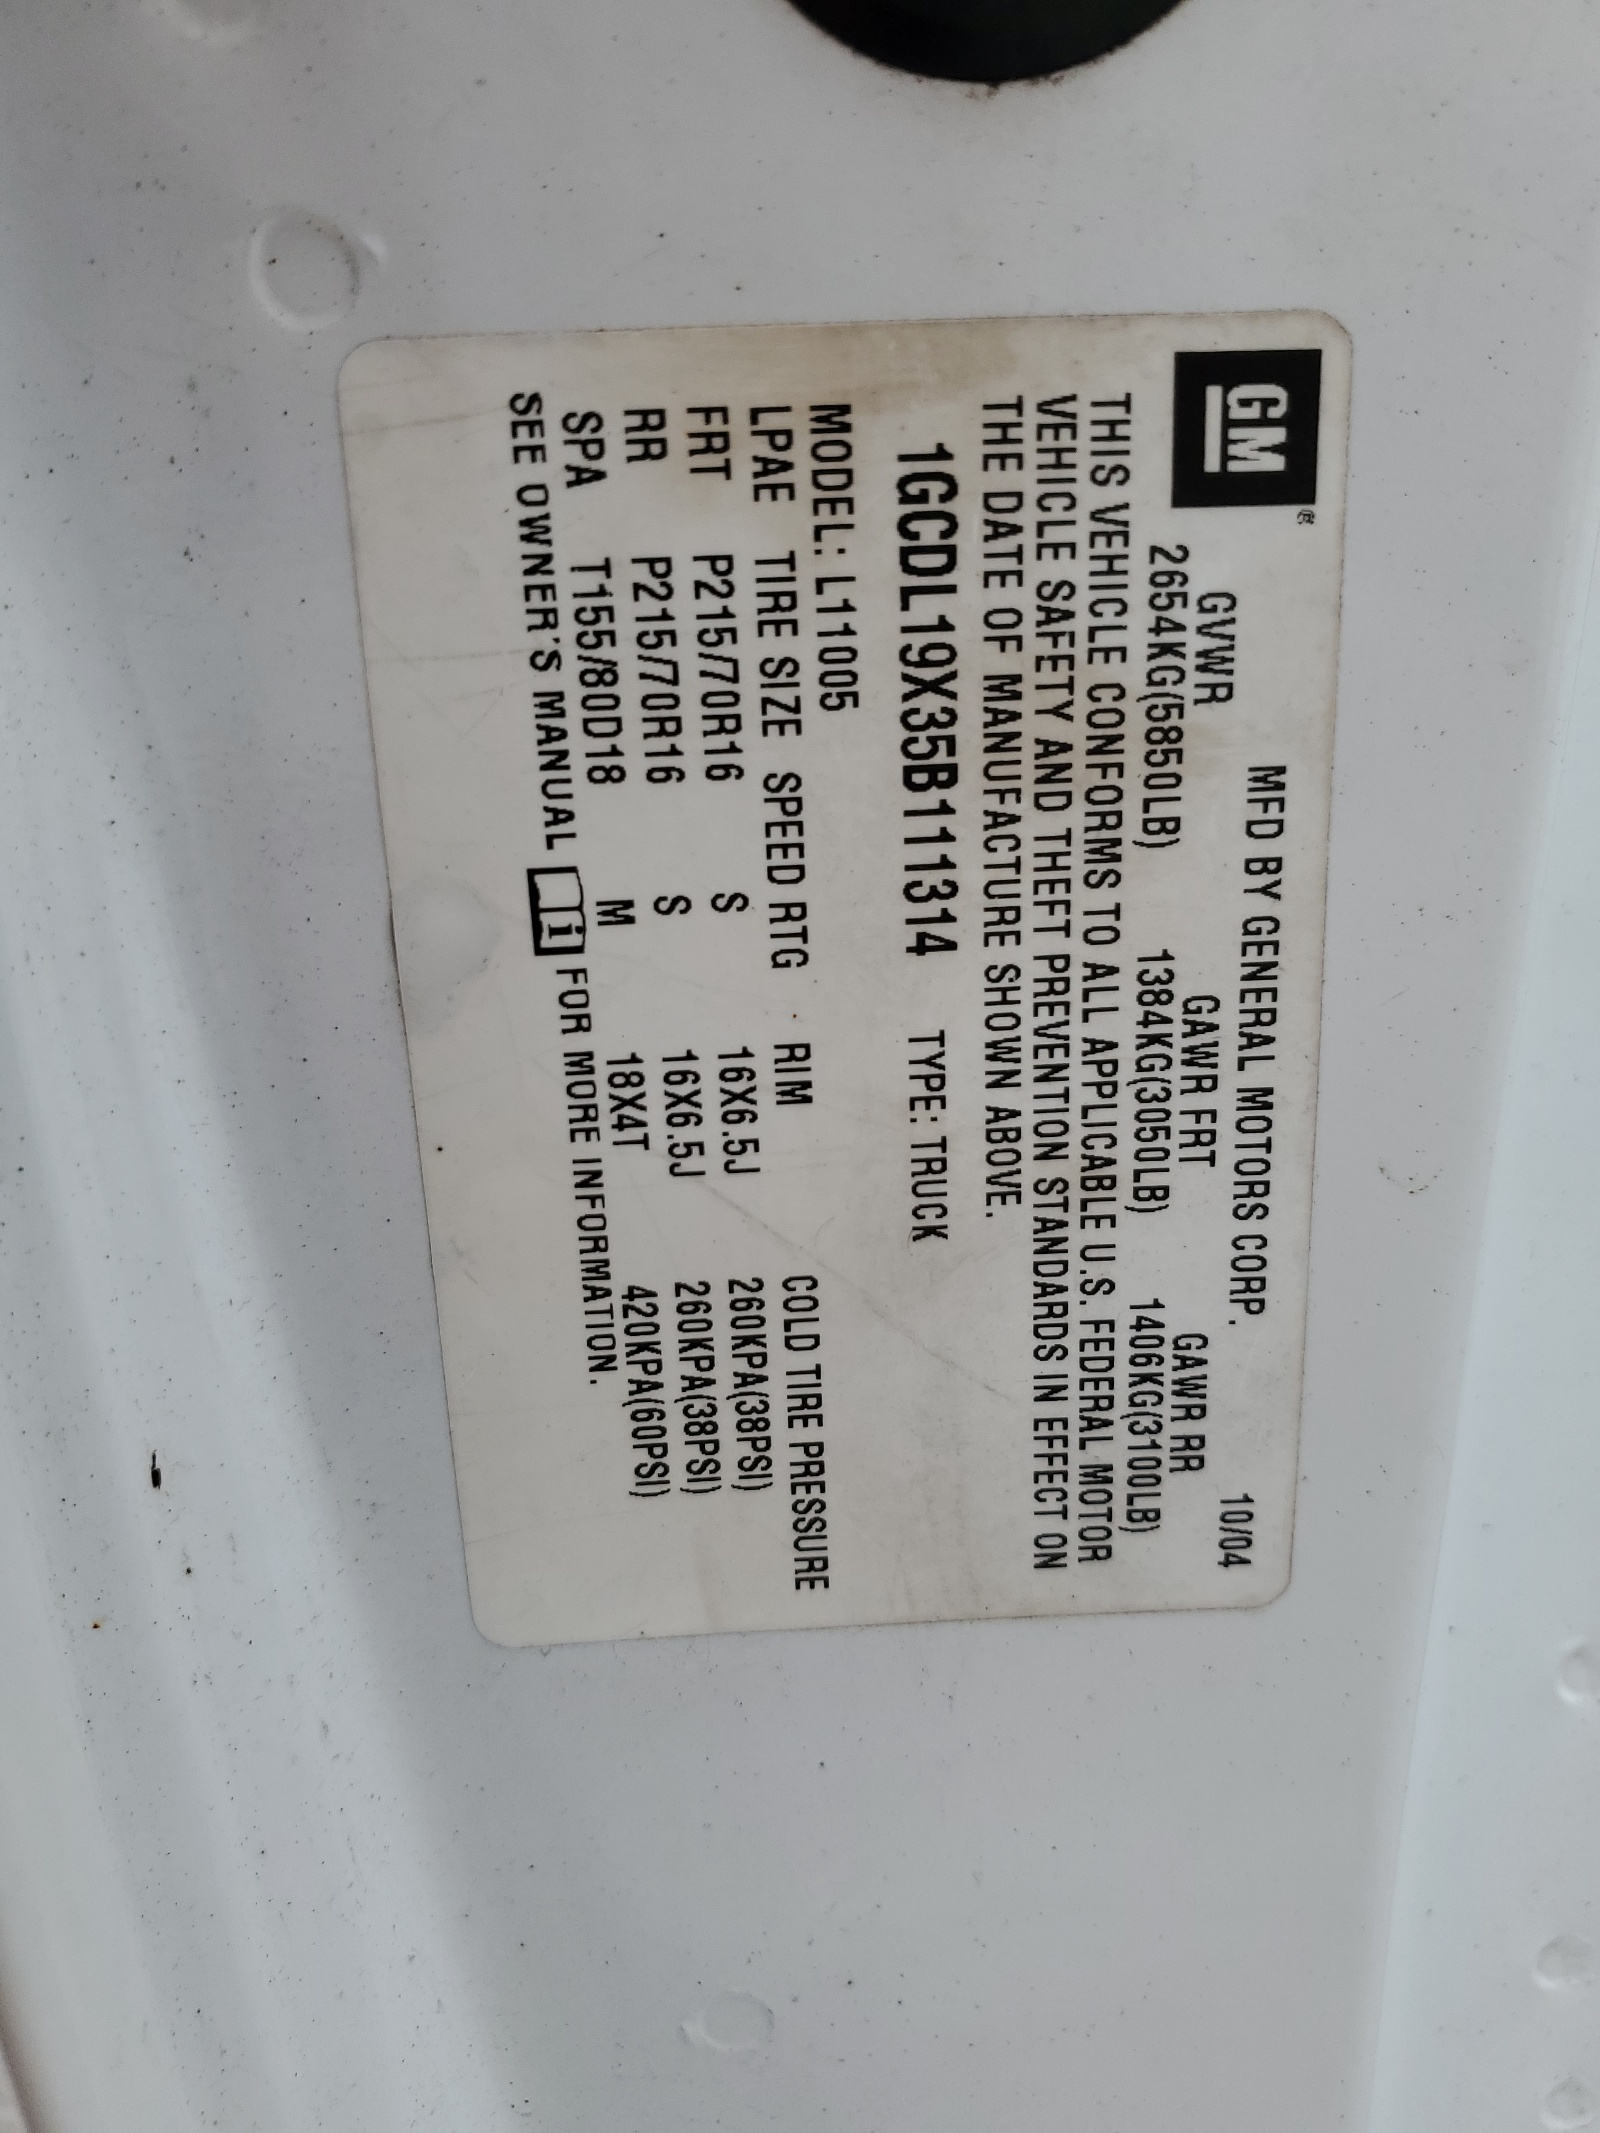 GM®
MFD BY GENERAL MOTORS CORP. 10/04
GVWR GAWR FRT GAWR RR
2654KG(5850LB) 1384KG(3050LB) 1406KG(3100LB)
THIS VEHICLE CONFORMS TO ALL APPLICABLE U.S. FEDERAL MOTOR
VEHICLE SAFETY AND THEFT PREVENTION STANDARDS IN EFFECT ON
THE DATE OF MANUFACTURE SHOWN ABOVE.
1GCDL19X35B111314 TYPE: TRUCK
MODEL: L11005
LPAE TIRE SIZE SPEED RTG RIM COLD TIRE PRESSURE
FRT P215/70R16 S 16X6.5J 260KPA(38PSI)
RR P215/70R16 S 16X6.5J 260KPA(38PSI)
SPA T155/80D18 M 18X4T 420KPA(60PSI)
SEE OWNER'S MANUAL i FOR MORE INFORMATION.